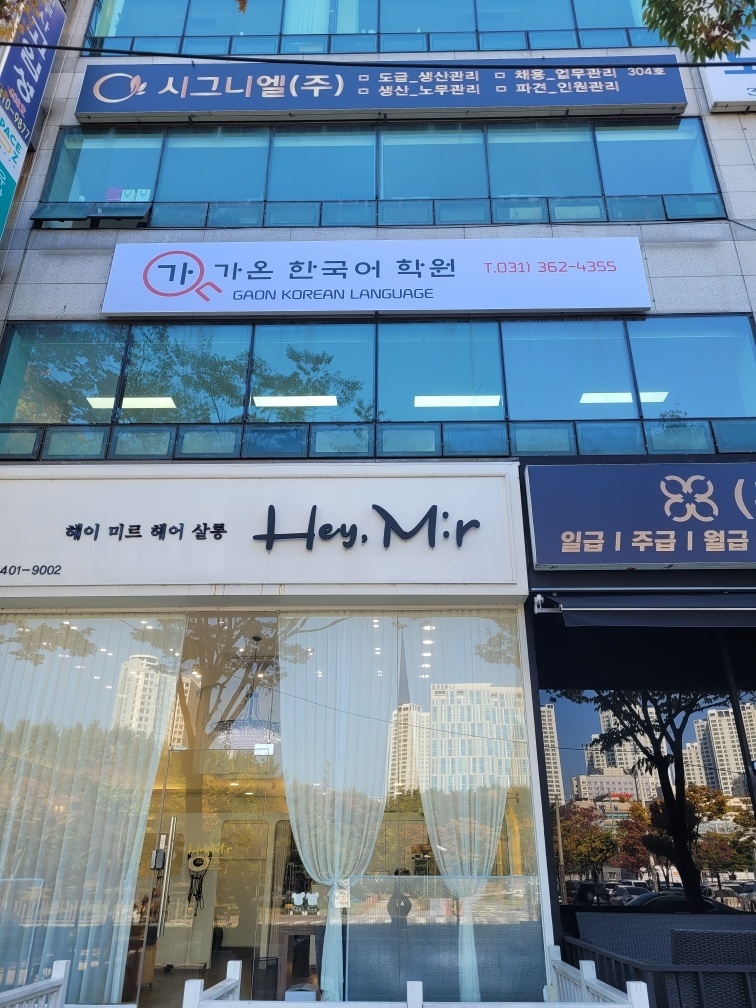 시그니엘(주) □ 도급_생산관리 □ 채용_업무관리 304호
□ 생산_노무관리 □ 파견_인원관리
가 가온 한국어 학원 T.031) 362-4355
GAON KOREAN LANGUAGE
헤이 미르 헤어 살롱 Hey, Mir
401-9002
일급 | 주급 | 월급
Hey, Mir